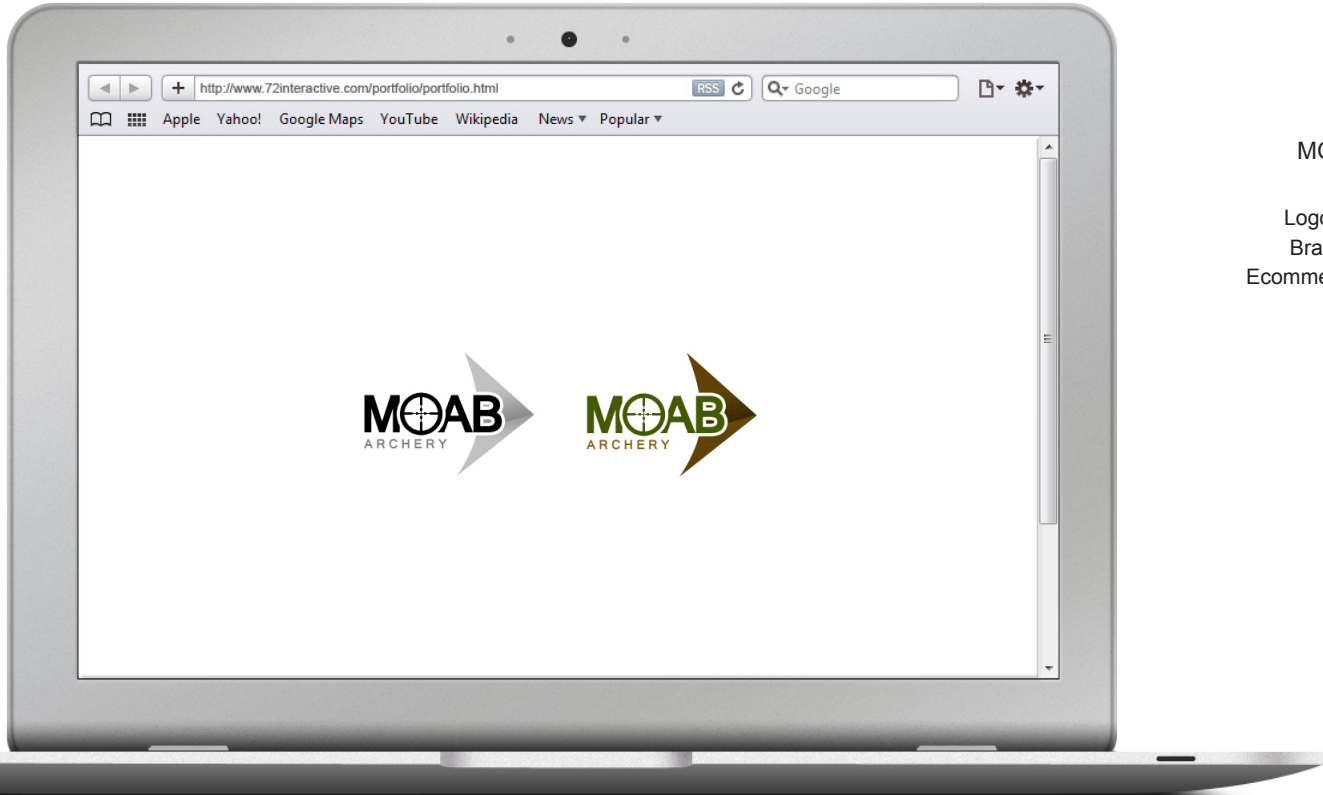 http://www.72interactive.com/portfolio/portfolio.html RSS Google
Apple Yahoo! Google Maps YouTube Wikipedia News Popular
MOAB MOAB
ARCHERY ARCHERY